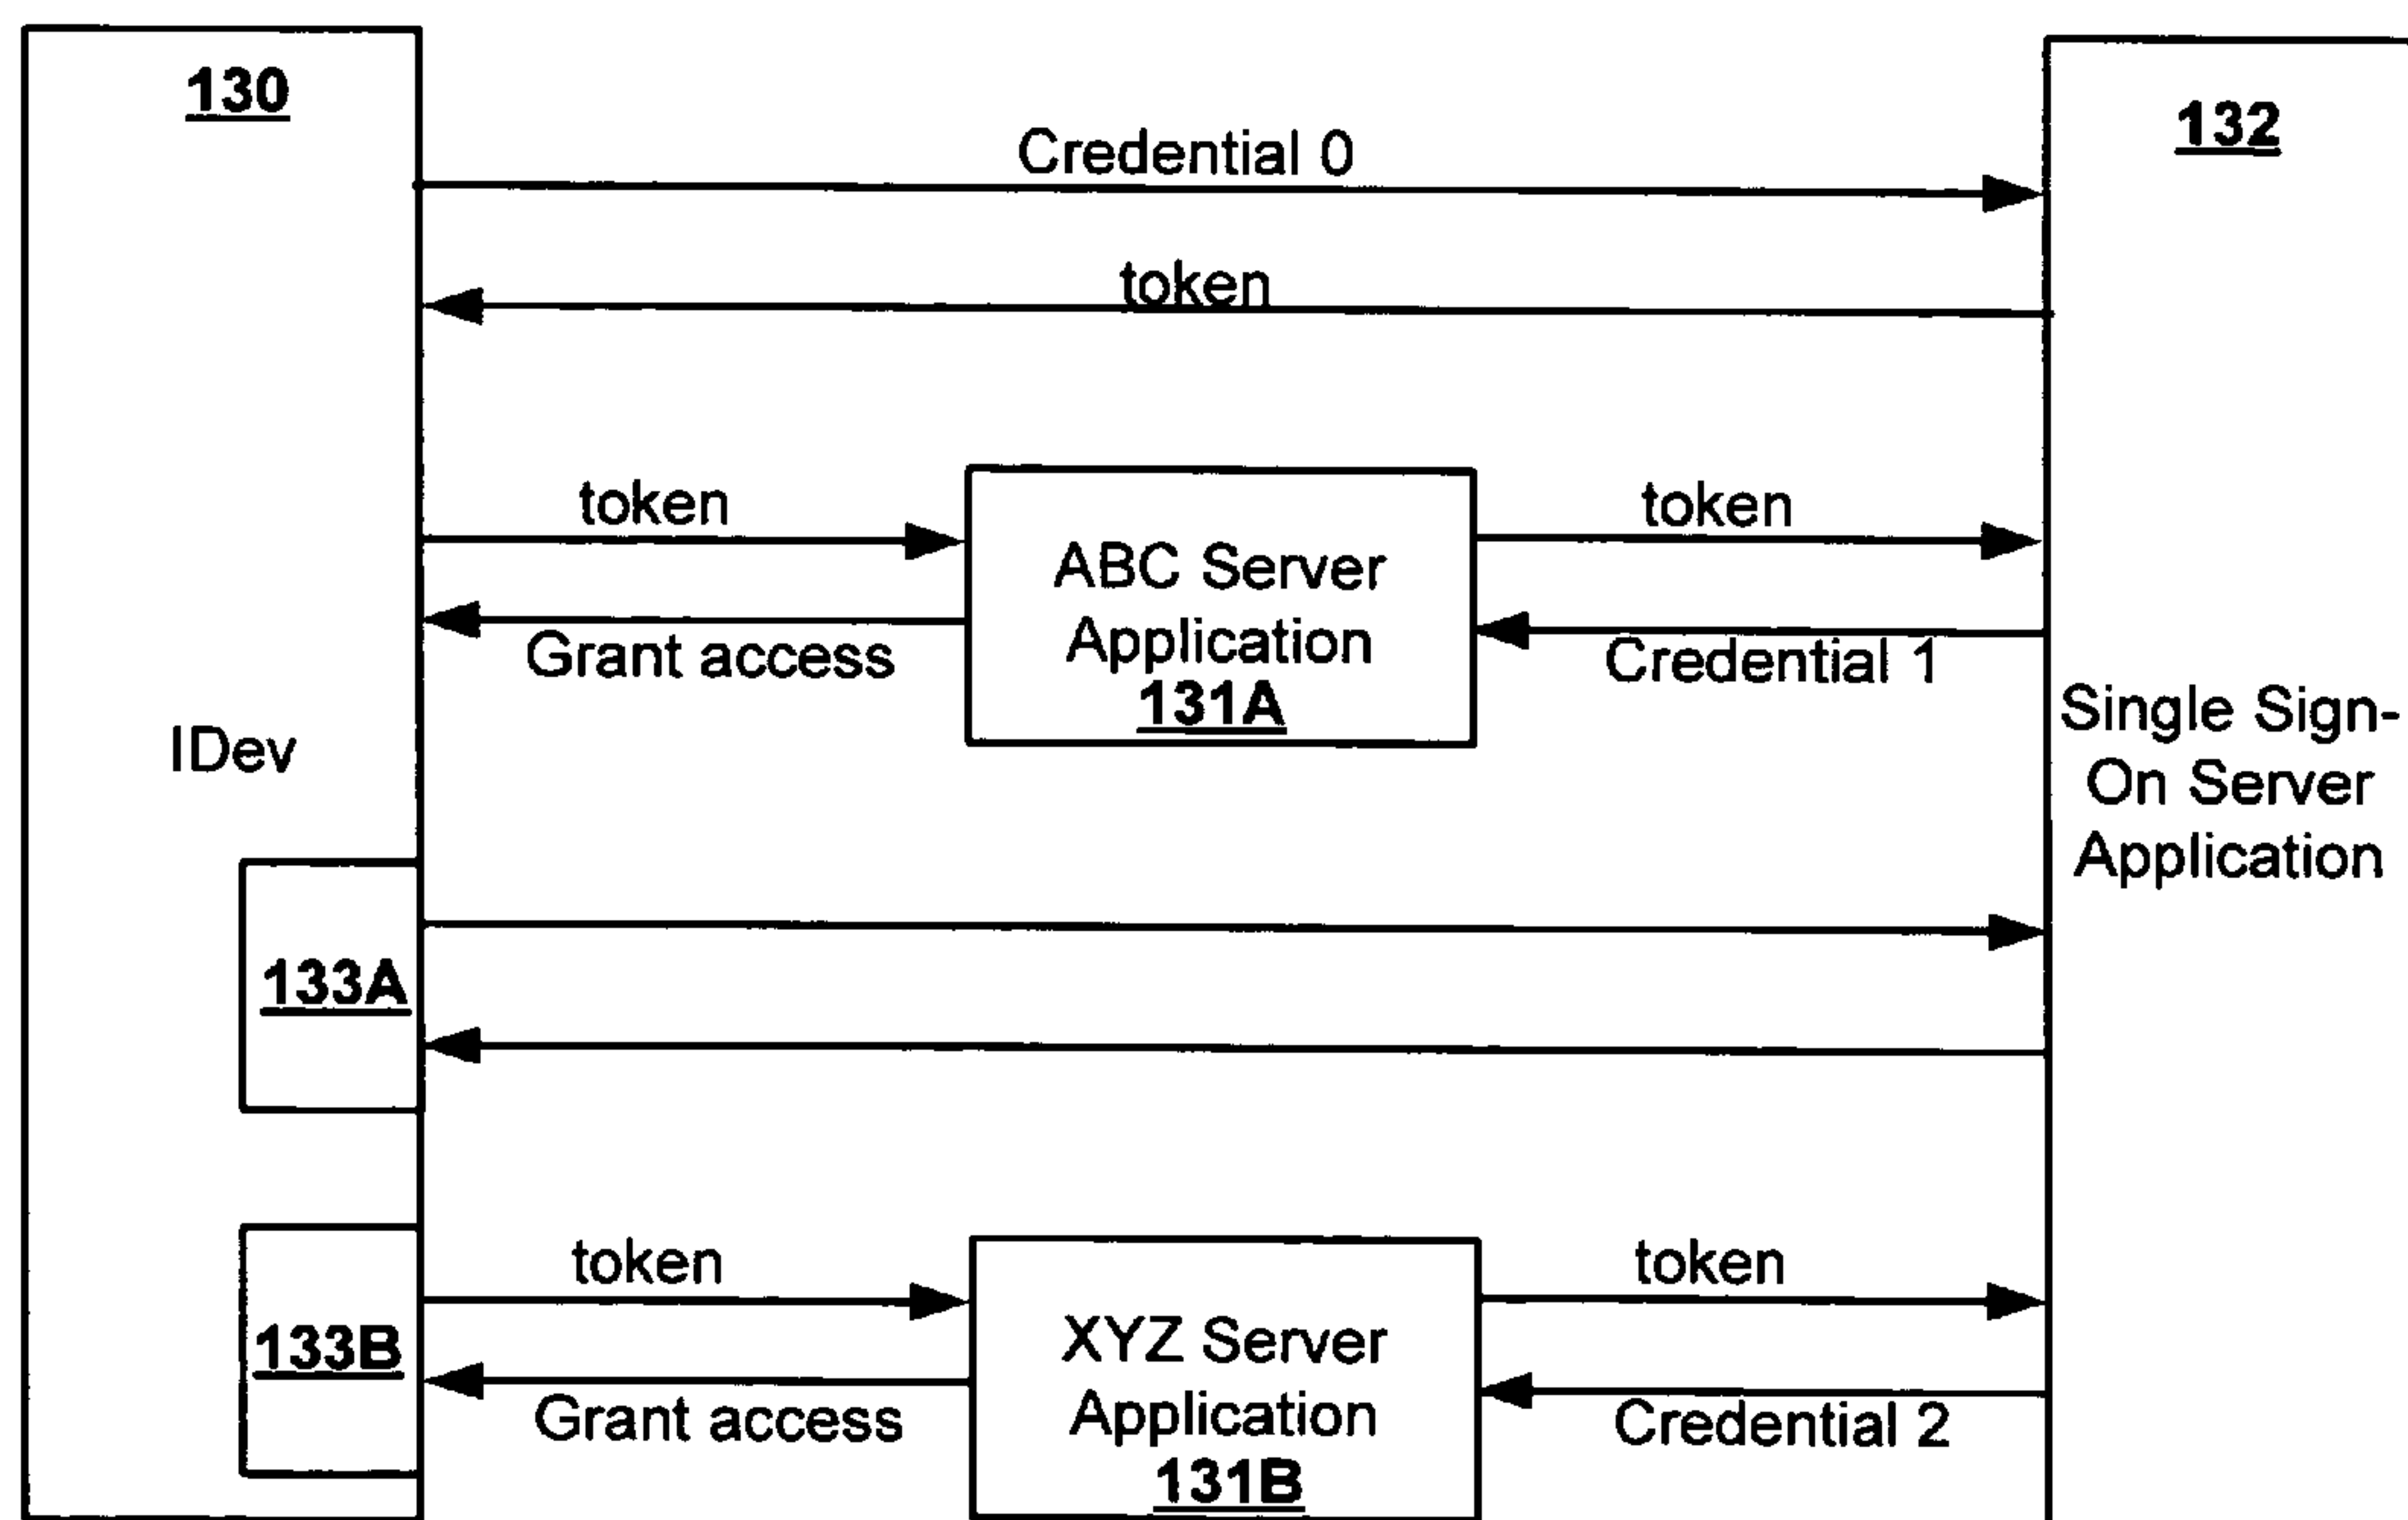 130
132
Credential 0
token
token
token
ABC Server
Application
131A
Grant access
Credential 1
IDev
Single Sign-
On Server
Application
133A
133B
token
token
XYZ Server
Application
131B
Grant access
Credential 2